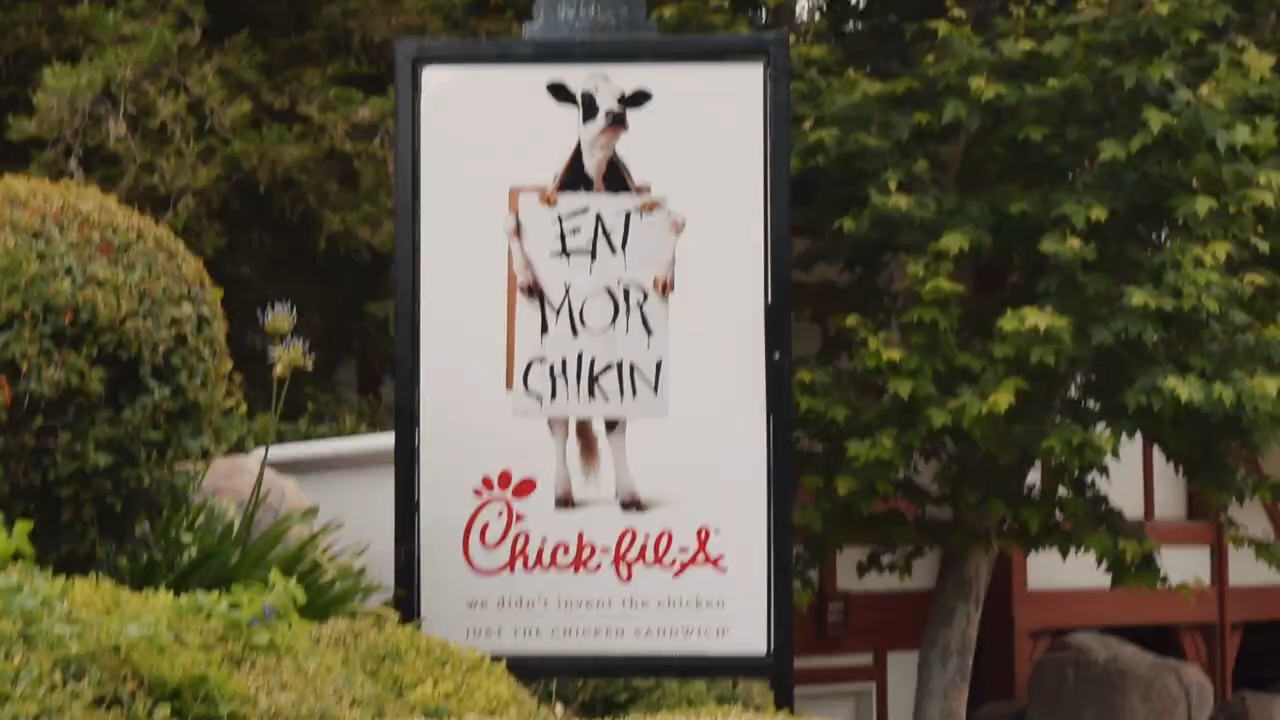 EAT
MOR
CHIKIN
Chick-fil-A
we didn't invent the chicken
JUST THE CHICKEN SANDWICH